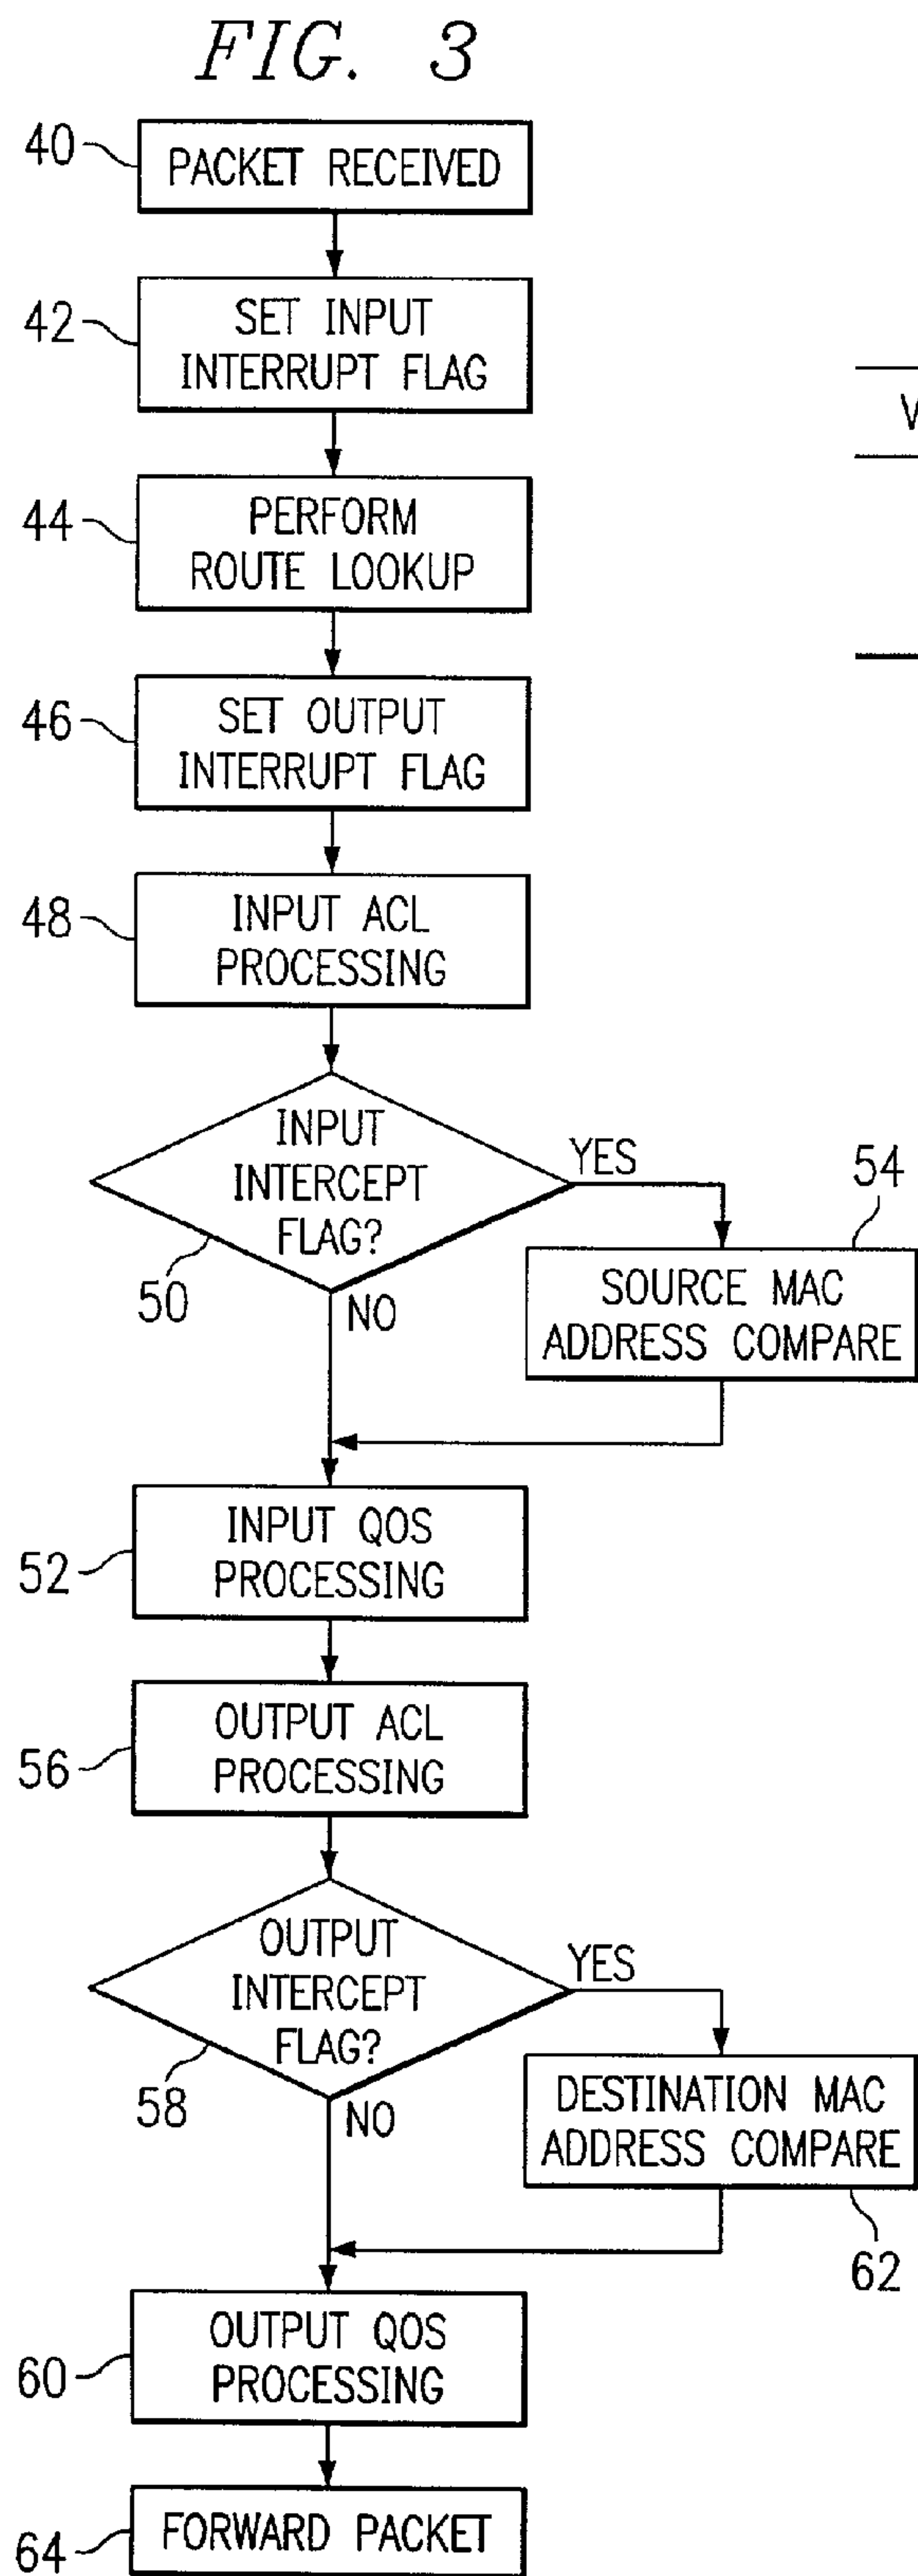 FIG. 3
40
PACKET RECEIVED
42
SET INPUT
INTERRUPT FLAG
44
PERFORM
ROUTE LOOKUP
46
SET OUTPUT
INTERRUPT FLAG
48
INPUT ACL
PROCESSING
INPUT
INTERCEPT
FLAG?
YES
50
NO
54
SOURCE MAC
ADDRESS COMPARE
52
INPUT QOS
PROCESSING
56
OUTPUT ACL
PROCESSING
OUTPUT
INTERCEPT
FLAG?
YES
58
NO
DESTINATION MAC
ADDRESS COMPARE
62
60
OUTPUT QOS
PROCESSING
64
FORWARD PACKET